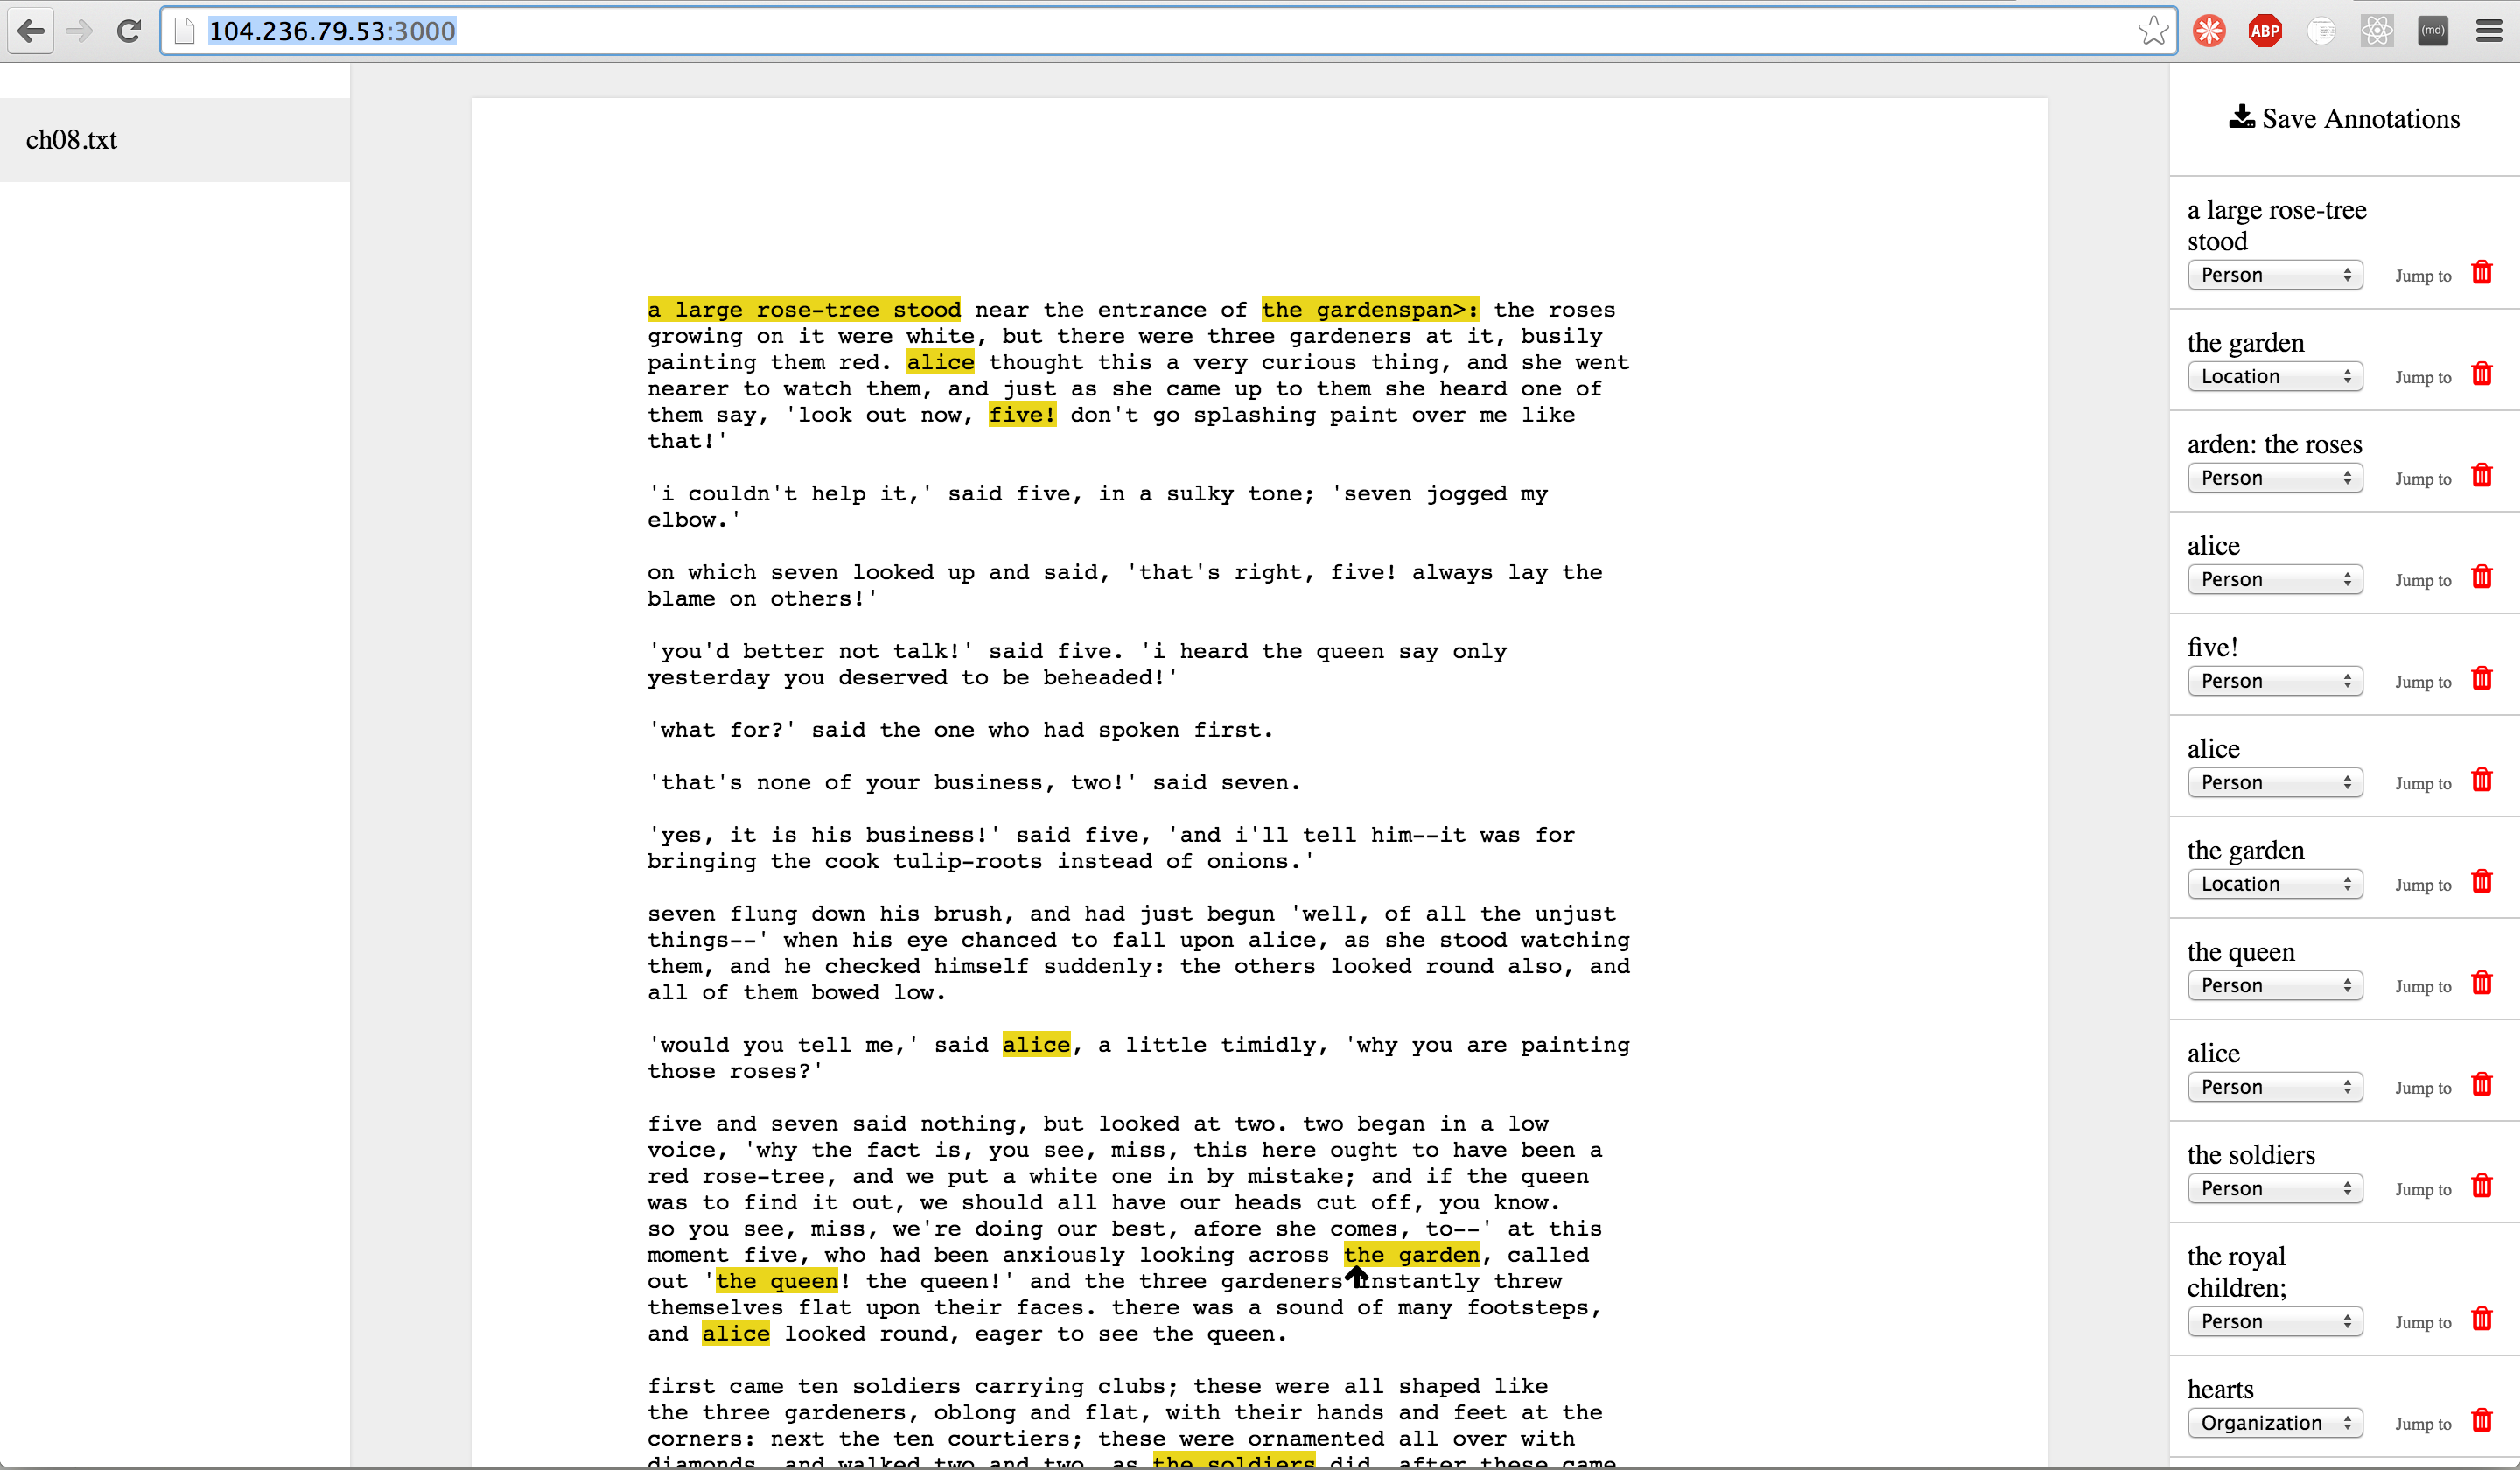 104.236.79.53:3000
ABP
(md)
ch08.txt
a large rose-tree stood near the entrance of the gardenspan>: the roses
growing on it were white, but there were three gardeners at it, busily
painting them red. alice thought this a very curious thing, and she went
nearer to watch them, and just as she came up to them she heard one of
them say, 'look out now, five! don't go splashing paint over me like
that!'
'i couldn't help it,' said five, in a sulky tone; 'seven jogged my
elbow.'
on which seven looked up and said, 'that's right, five! always lay the
blame on others!'
'you'd better not talk!' said five. 'i heard the queen say only
yesterday you deserved to be beheaded!'
'what for?' said the one who had spoken first.
'that's none of your business, two!' said seven.
'yes, it is his business!' said five, 'and i'll tell him--it was for
bringing the cook tulip-roots instead of onions.'
seven flung down his brush, and had just begun 'well, of all the unjust
things--' when his eye chanced to fall upon alice, as she stood watching
them, and he checked himself suddenly: the others looked round also, and
all of them bowed low.
'would you tell me,' said alice, a little timidly, 'why you are painting
those roses?'
five and seven said nothing, but looked at two. two began in a low
voice, 'why the fact is, you see, miss, this here ought to have been a
red rose-tree, and we put a white one in by mistake; and if the queen
was to find it out, we should all have our heads cut off, you know.
so you see, miss, we're doing our best, afore she comes, to--' at this
moment five, who had been anxiously looking across the garden, called
out 'the queen! the queen!' and the three gardeners instantly threw
themselves flat upon their faces. there was a sound of many footsteps,
and alice looked round, eager to see the queen.
first came ten soldiers carrying clubs; these were all shaped like
the three gardeners, oblong and flat, with their hands and feet at the
corners: next the ten courtiers; these were ornamented all over with
diamonds, and walked two and two, as the soldiers did. after these came
Save Annotations
a large rose-tree
stood
Person Jump to
the garden
Location Jump to
arden: the roses
Person Jump to
alice
Person Jump to
five!
Person Jump to
alice
Person Jump to
the garden
Location Jump to
the queen
Person Jump to
alice
Person Jump to
the soldiers
Person Jump to
the royal
children;
Person Jump to
hearts
Organization Jump to